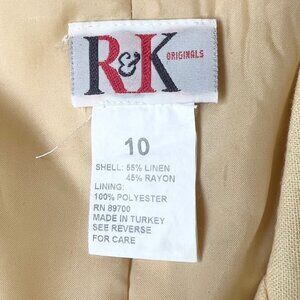 R&K ORIGINALS
10
SHELL: 55% LINEN
45% RAYON
LINING:
100% POLYESTER
RN 89700
MADE IN TURKEY
SEE REVERSE
FOR CARE